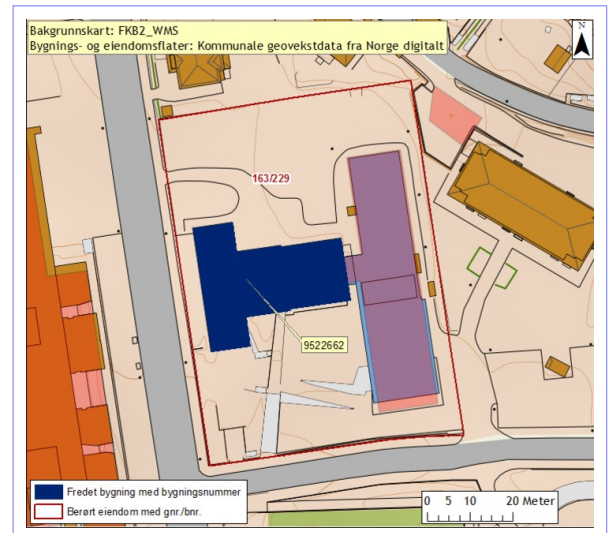 Bakgrunnskart: FKB2_WMS
Bygnings- og eiendomsflater: Kommunale geovekstdata fra Norge digitalt
N
163/229
9522662
Fredet bygning med bygningsnummer
Berørt eiendom med gnr./bnr.
0 5 10 20 Meter